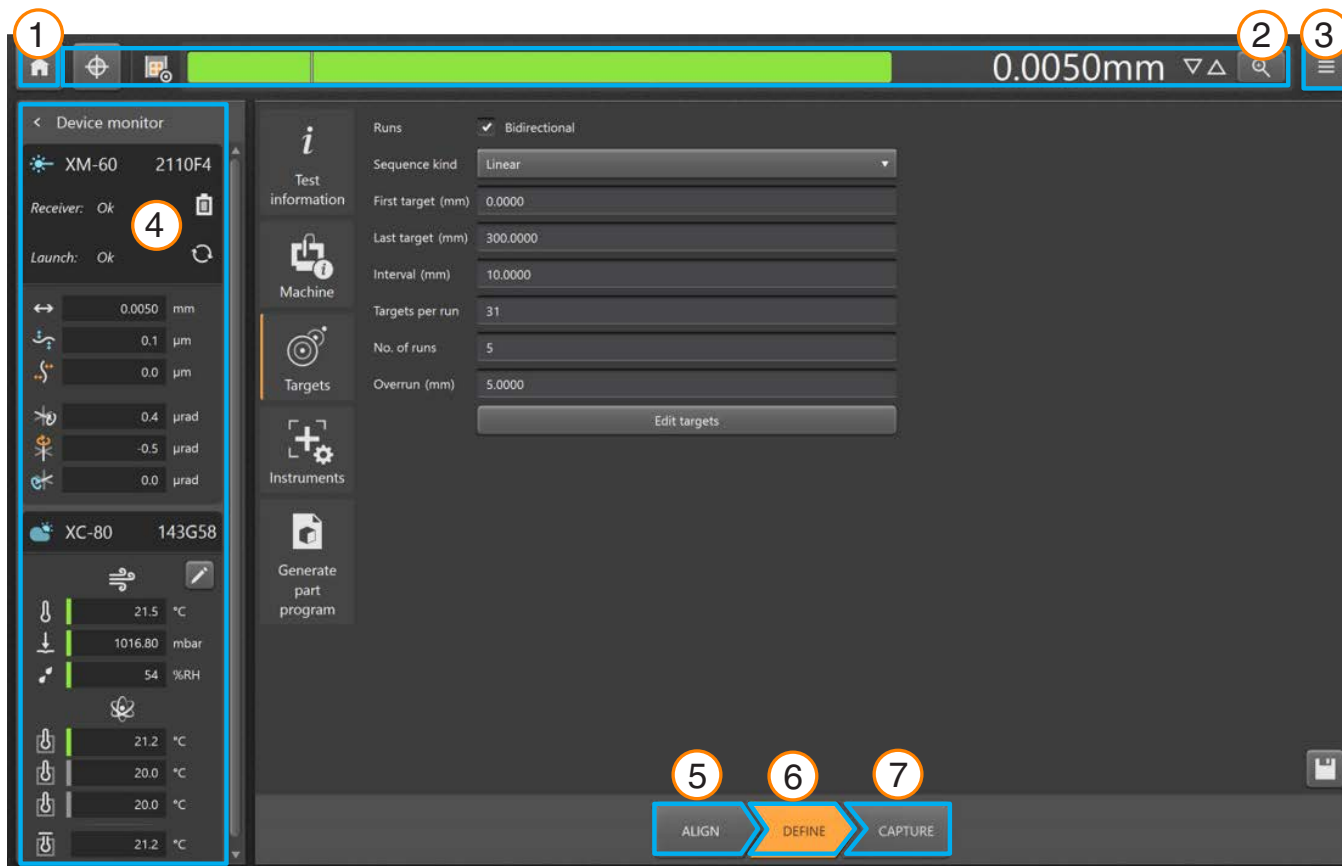 1
2
3
0.0050mm
< Device monitor
XM-60 2110F4
Receiver: Ok
4
Launch: Ok
0.0050 mm
0.1 µm
0.0 µm
0.4 µrad
-0.5 µrad
0.0 µrad
XC-80 143G58
21.5 °C
1016.80 mbar
54 %RH
21.2 °C
20.0 °C
20.0 °C
21.2 °C
i
Test
information
Machine
Targets
Instruments
Generate
part
program
Runs Bidirectional
Sequence kind Linear
First target (mm) 0.0000
Last target (mm) 300.0000
Interval (mm) 10.0000
Targets per run 31
No. of runs 5
Overrun (mm) 5.0000
Edit targets
5
6
7
ALIGN
DEFINE
CAPTURE